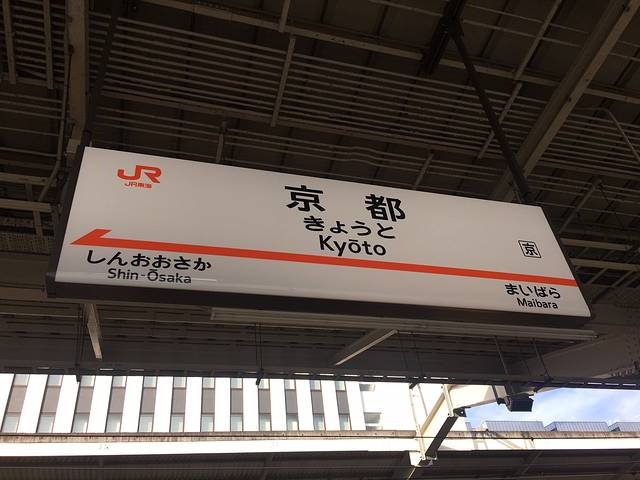 JR
JR東海
京都
きょうと
Kyōto
京
しんおおさか
Shin-Ōsaka
まいばら
Maibara